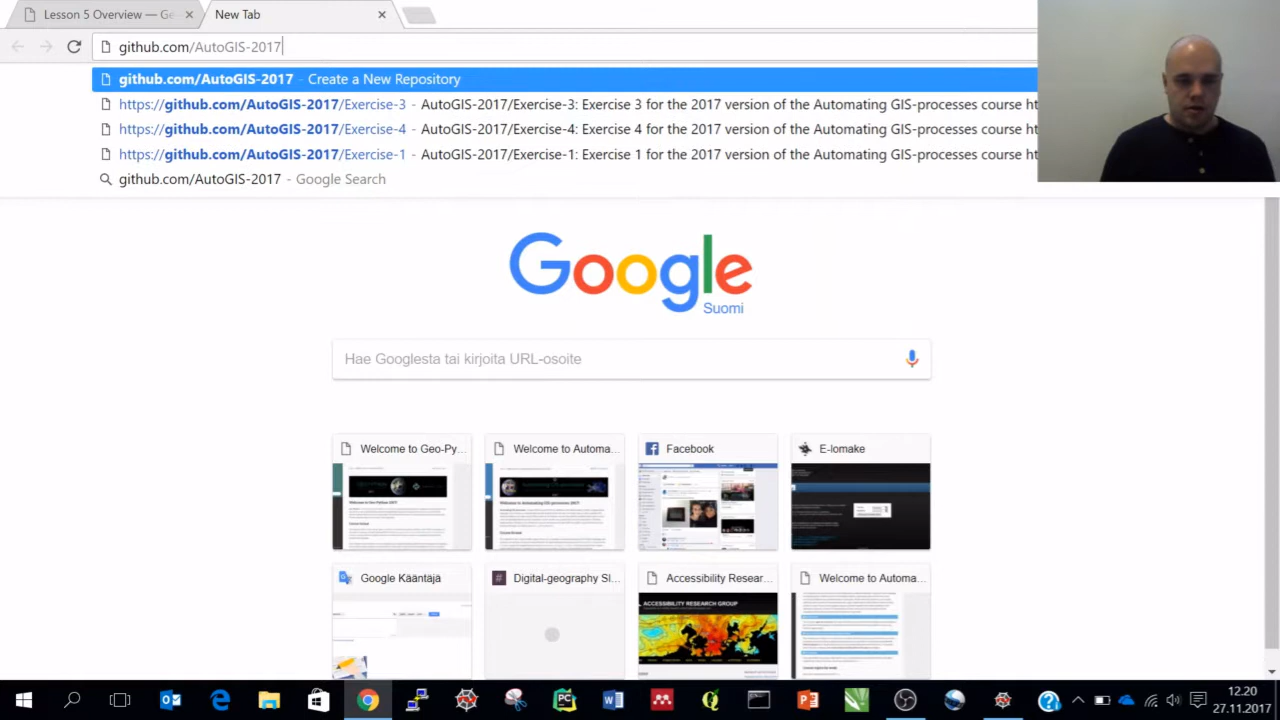 Lesson 5 Overview — Ge
New Tab
github.com/AutoGIS-2017
github.com/AutoGIS-2017 - Create a New Repository
https://github.com/AutoGIS-2017/Exercise-3 - AutoGIS-2017/Exercise-3: Exercise 3 for the 2017 version of the Automating GIS-processes course ht
https://github.com/AutoGIS-2017/Exercise-4 - AutoGIS-2017/Exercise-4: Exercise 4 for the 2017 version of the Automating GIS-processes course ht
https://github.com/AutoGIS-2017/Exercise-1 - AutoGIS-2017/Exercise-1: Exercise 1 for the 2017 version of the Automating GIS-processes course ht
github.com/AutoGIS-2017 - Google Search
Google
Suomi
Hae Googlesta tai kirjoita URL-osoite
Welcome to Geo-Py...
Welcome to Automa...
Facebook
E-lomake
Google Kääntäjä
Digital-geography Sl...
Accessibility Resear...
Welcome to Automa...
ACCESSIBILITY RESEARCH GROUP
12.20
27.11.2017